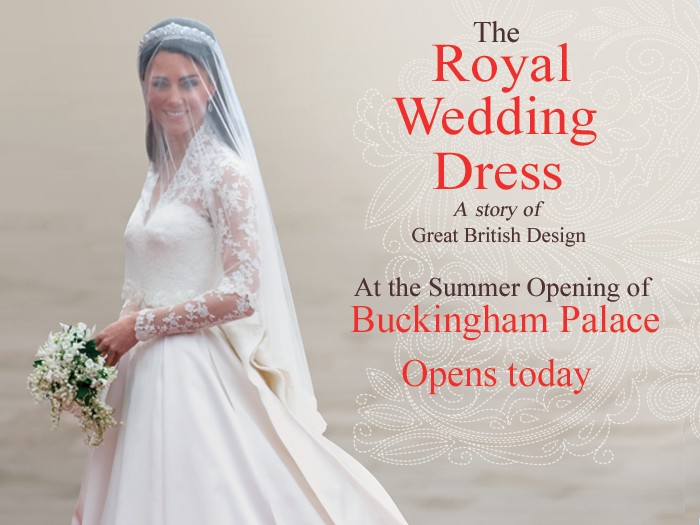 The
Royal
Wedding
Dress
A story of
Great British Design
At the Summer Opening of
Buckingham Palace
Opens today